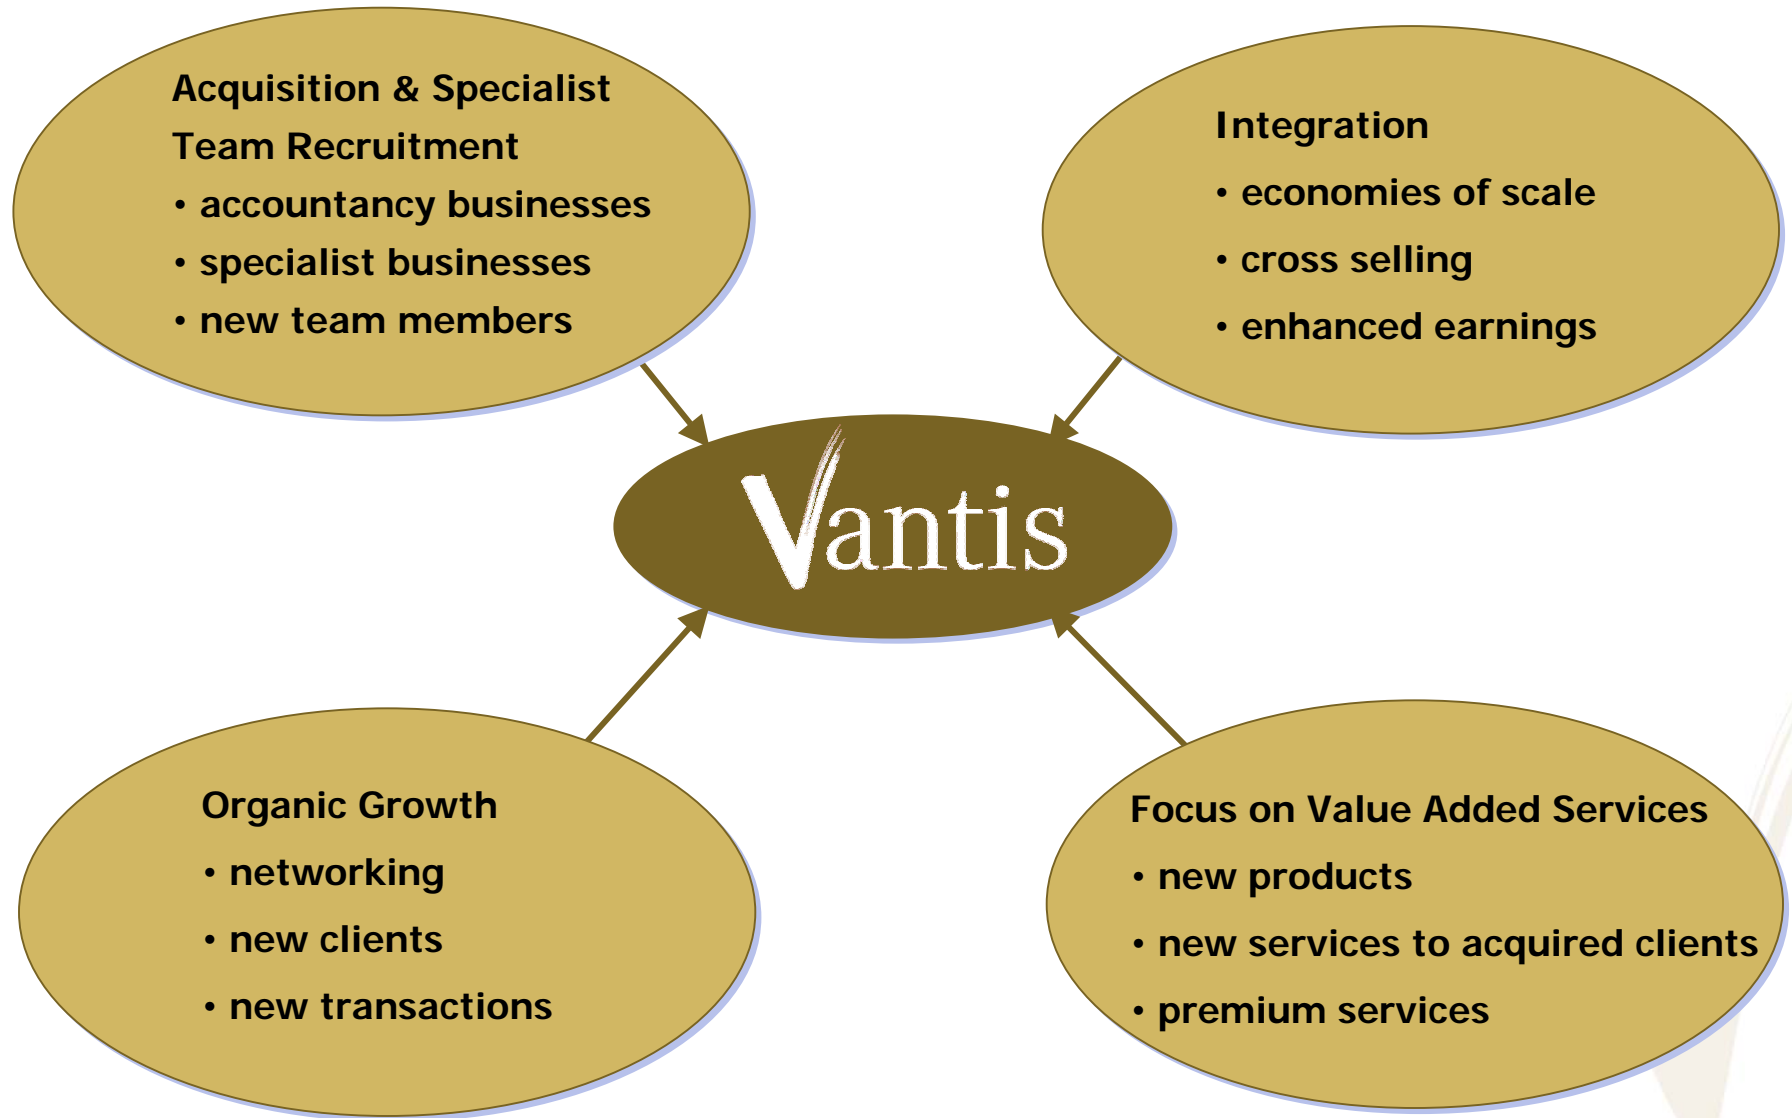 Acquisition & Specialist
Team Recruitment
• accountancy businesses
• specialist businesses
• new team members
Integration
• economies of scale
• cross selling
• enhanced earnings
Vantis
Organic Growth
• networking
• new clients
• new transactions
Focus on Value Added Services
• new products
• new services to acquired clients
• premium services